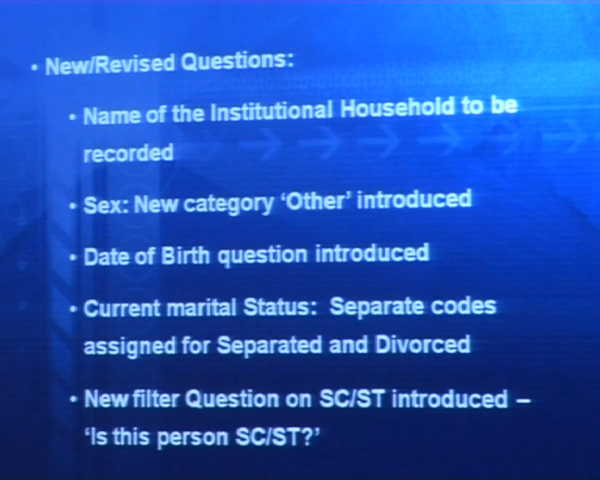 • New/Revised Questions:
• Name of the Institutional Household to be
recorded
• Sex: New category ‘Other’ introduced
• Date of Birth question introduced
• Current marital Status:  Separate codes
assigned for Separated and Divorced
• New filter Question on SC/ST introduced –
‘Is this person SC/ST?’